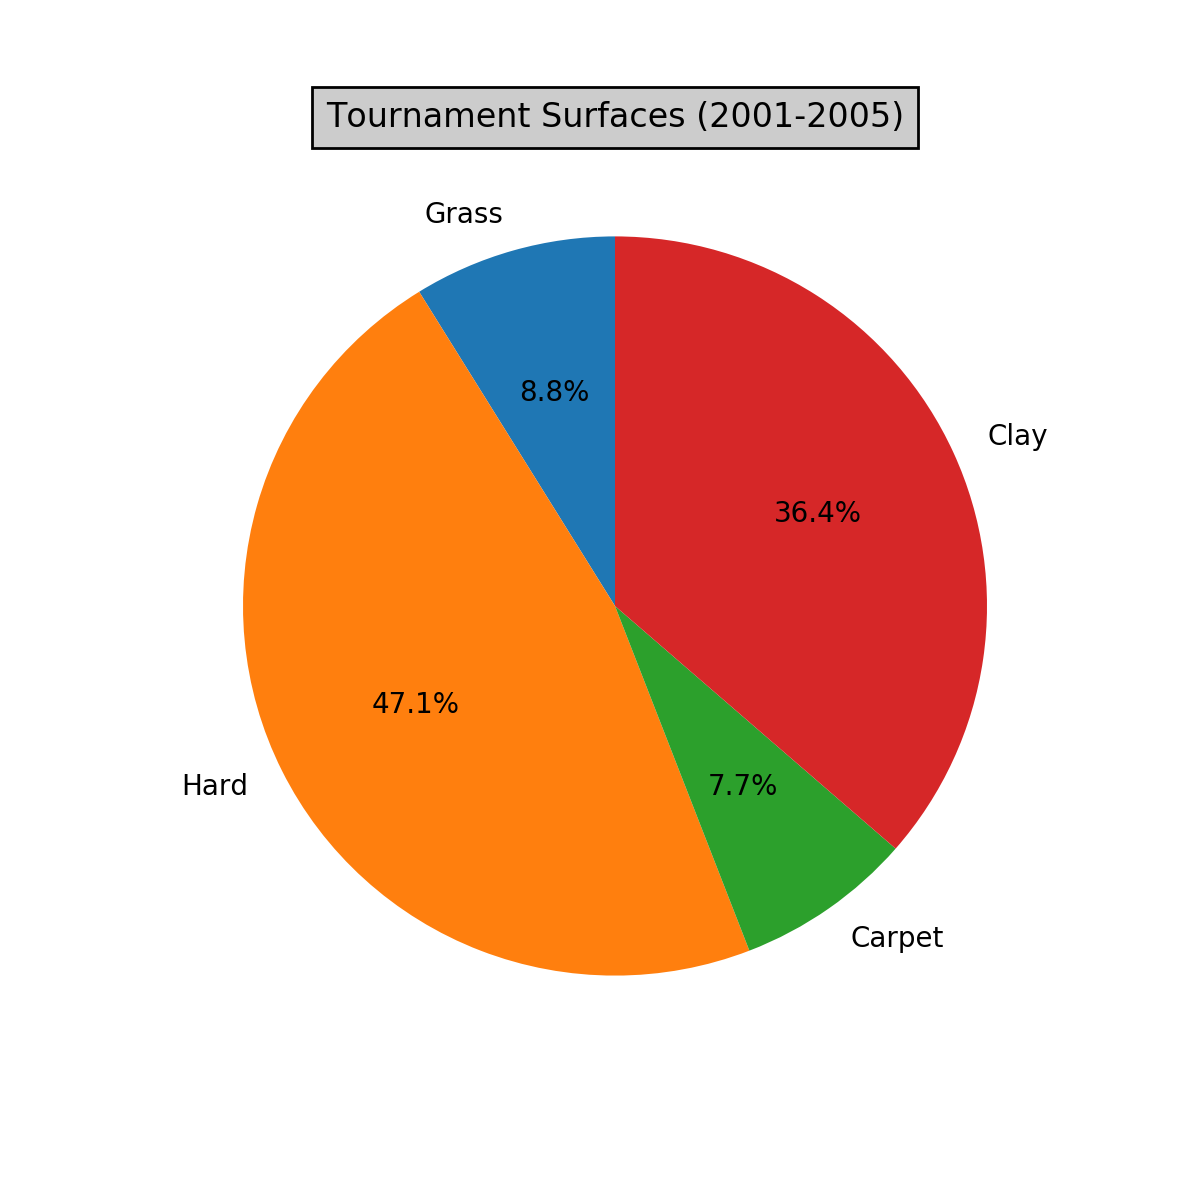 Tournament Surfaces (2001-2005)
Grass
8.8%
Clay
36.4%
47.1%
Hard
7.7%
Carpet